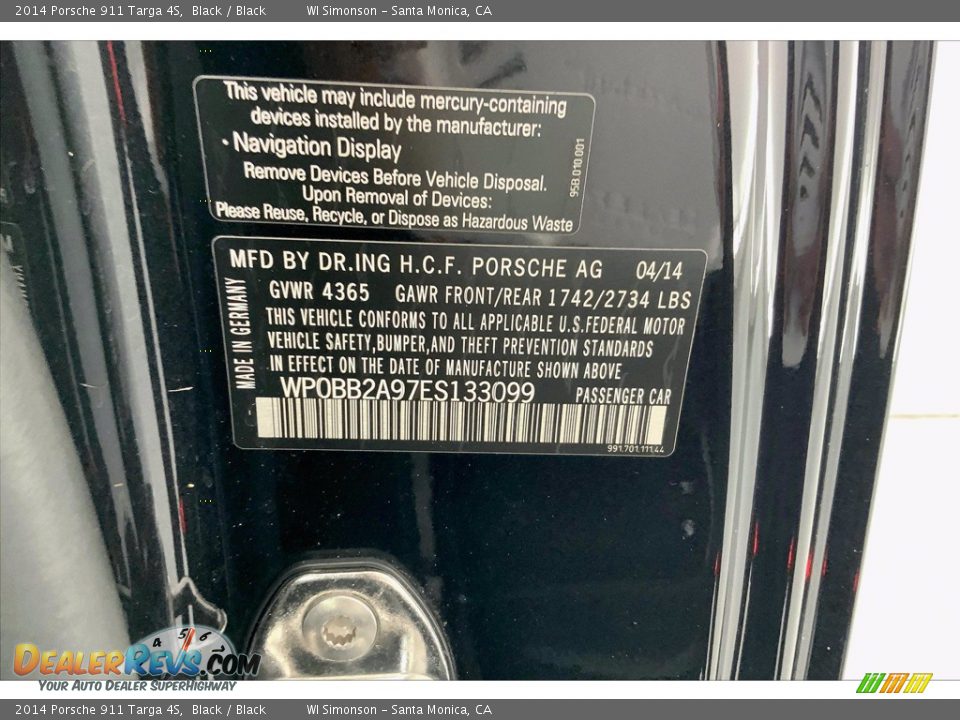 2014 Porsche 911 Targa 4S, Black / Black WI Simonson - Santa Monica, CA
This vehicle may include mercury-containing
devices installed by the manufacturer:
• Navigation Display
Remove Devices Before Vehicle Disposal.
Upon Removal of Devices:
Please Reuse, Recycle, or Dispose as Hazardous Waste
95B.010.001
MFD BY DR.ING H.C.F. PORSCHE AG 04/14
GVWR 4365 GAWR FRONT/REAR 1742/2734 LBS
THIS VEHICLE CONFORMS TO ALL APPLICABLE U.S.FEDERAL MOTOR
VEHICLE SAFETY,BUMPER,AND THEFT PREVENTION STANDARDS
IN EFFECT ON THE DATE OF MANUFACTURE SHOWN ABOVE
MADE IN GERMANY
WP0BB2A97ES133099 PASSENGER CAR
991.701.111.44
4 5 6
DEALERREVS.COM
YOUR AUTO DEALER SUPERHIGHWAY
2014 Porsche 911 Targa 4S, Black / Black WI Simonson - Santa Monica, CA